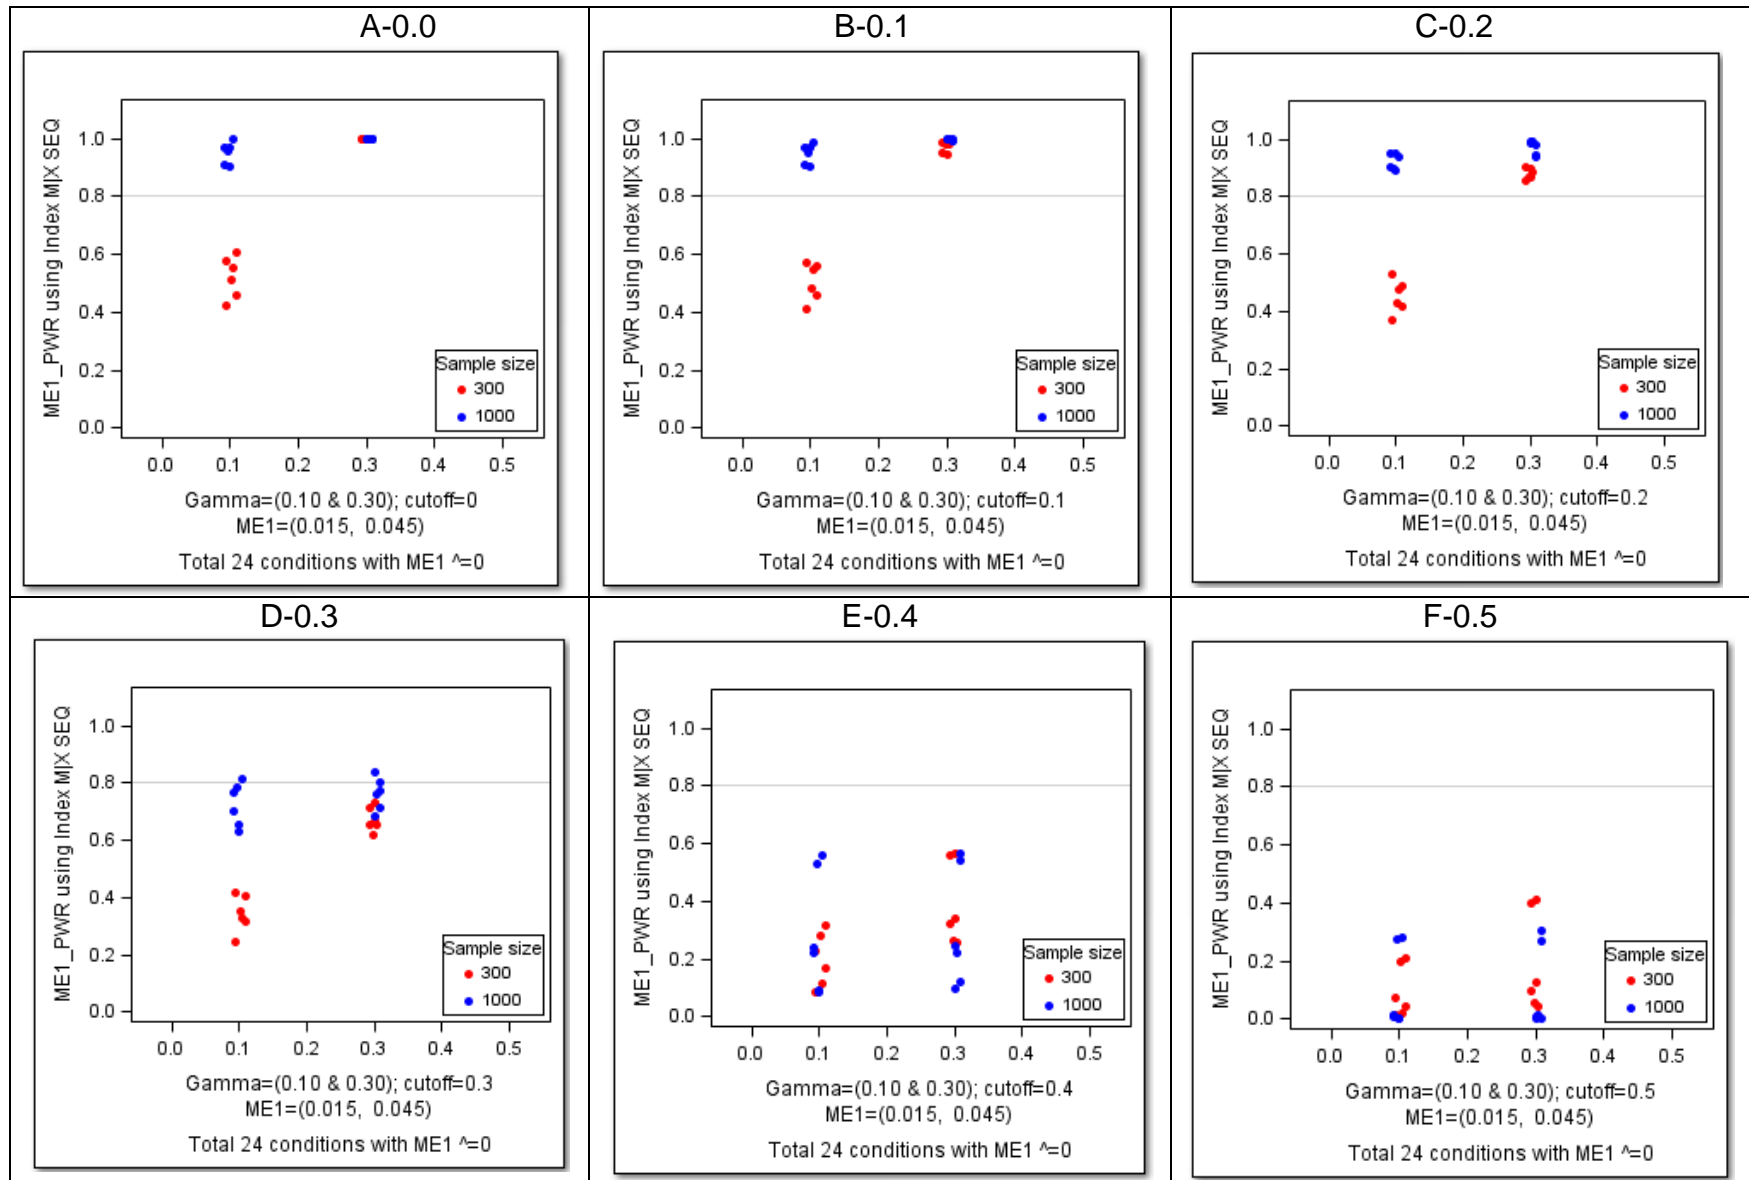 A-0.0
ME1_PWR using Index M|X SEQ
1.0
0.8
0.6
0.4
0.2
0.0
Sample size
300
1000
0.0 0.1 0.2 0.3 0.4 0.5
Gamma=(0.10 & 0.30); cutoff=0
ME1=(0.015, 0.045)
Total 24 conditions with ME1 ^=0
B-0.1
ME1_PWR using Index M|X SEQ
1.0
0.8
0.6
0.4
0.2
0.0
Sample size
300
1000
0.0 0.1 0.2 0.3 0.4 0.5
Gamma=(0.10 & 0.30); cutoff=0.1
ME1=(0.015, 0.045)
Total 24 conditions with ME1 ^=0
C-0.2
ME1_PWR using Index M|X SEQ
1.0
0.8
0.6
0.4
0.2
0.0
Sample size
300
1000
0.0 0.1 0.2 0.3 0.4 0.5
Gamma=(0.10 & 0.30); cutoff=0.2
ME1=(0.015, 0.045)
Total 24 conditions with ME1 ^=0
D-0.3
ME1_PWR using Index M|X SEQ
1.0
0.8
0.6
0.4
0.2
0.0
Sample size
300
1000
0.0 0.1 0.2 0.3 0.4 0.5
Gamma=(0.10 & 0.30); cutoff=0.3
ME1=(0.015, 0.045)
Total 24 conditions with ME1 ^=0
E-0.4
ME1_PWR using Index M|X SEQ
1.0
0.8
0.6
0.4
0.2
0.0
Sample size
300
1000
0.0 0.1 0.2 0.3 0.4 0.5
Gamma=(0.10 & 0.30); cutoff=0.4
ME1=(0.015, 0.045)
Total 24 conditions with ME1 ^=0
F-0.5
ME1_PWR using Index M|X SEQ
1.0
0.8
0.6
0.4
0.2
0.0
Sample size
300
1000
0.0 0.1 0.2 0.3 0.4 0.5
Gamma=(0.10 & 0.30); cutoff=0.5
ME1=(0.015, 0.045)
Total 24 conditions with ME1 ^=0